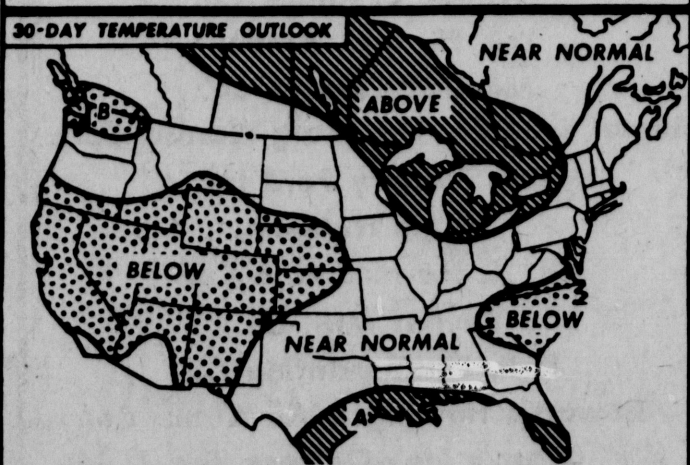 30-DAY TEMPERATURE OUTLOOK
NEAR NORMAL
B
ABOVE
BELOW
BELOW
NEAR NORMAL
A